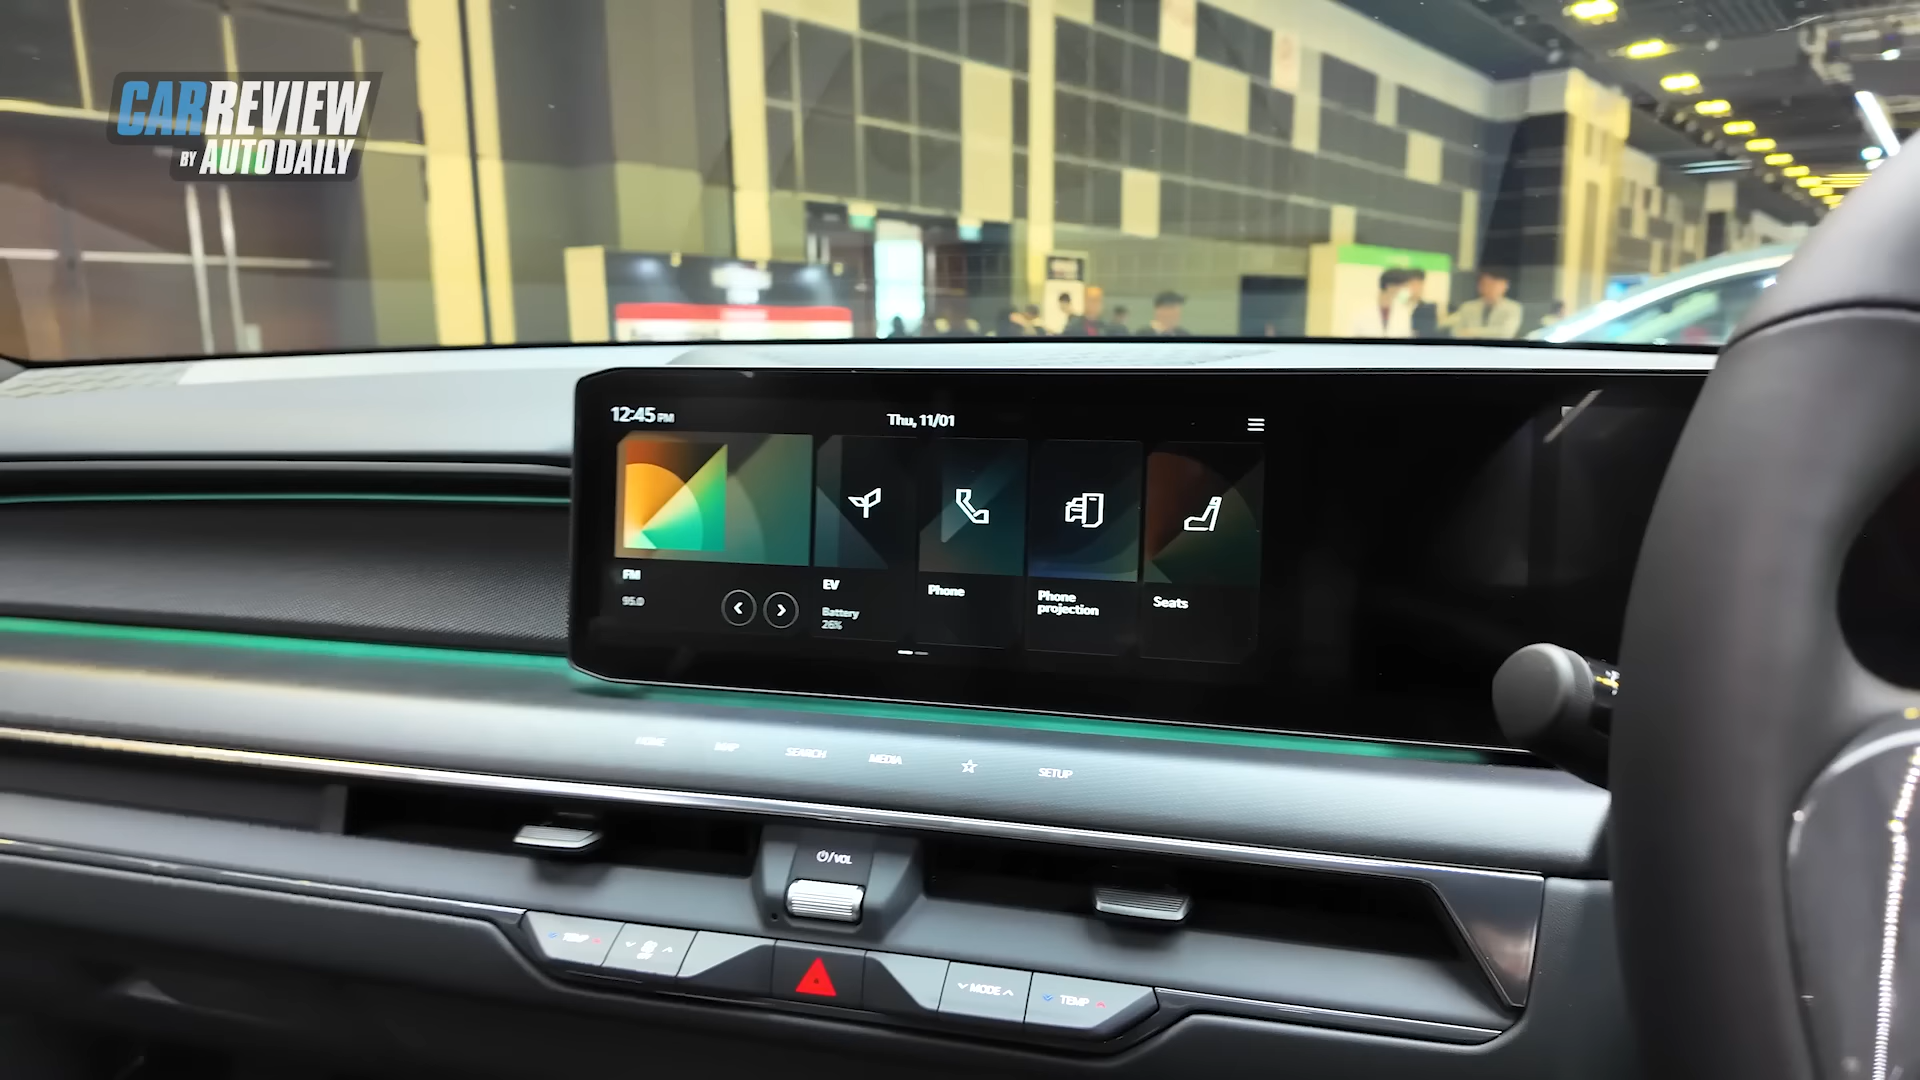 CARREVIEW
BY AUTODAILY
12:45 PM
Thu, 11/01
FM
95.0
EV
Battery
26%
Phone
Phone
projection
Seats
HOME
MAP
SEARCH
MEDIA
SETUP
/VOL
TEMP
OFF
MODE
TEMP